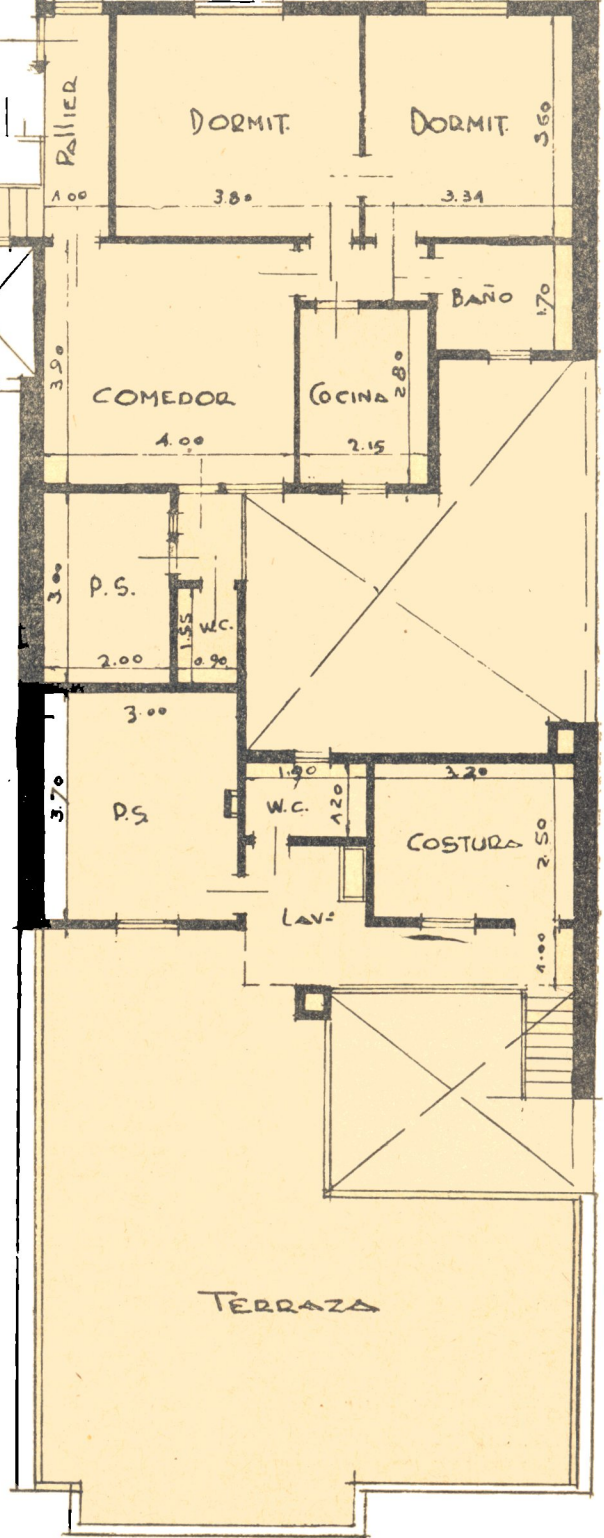 Pallier
DORMIT.
DORMIT.
3.60
1.00
3.80
3.34
BAÑO
1.70
3.90
COMEDOR
COCINA
2.80
4.00
2.15
3.00
P.S.
1.55
W.C.
2.00
0.90
3.00
3.70
P.S.
1.90
W.C.
1.20
3.20
COSTURA
2.50
LAV.
1.00
TERRAZA